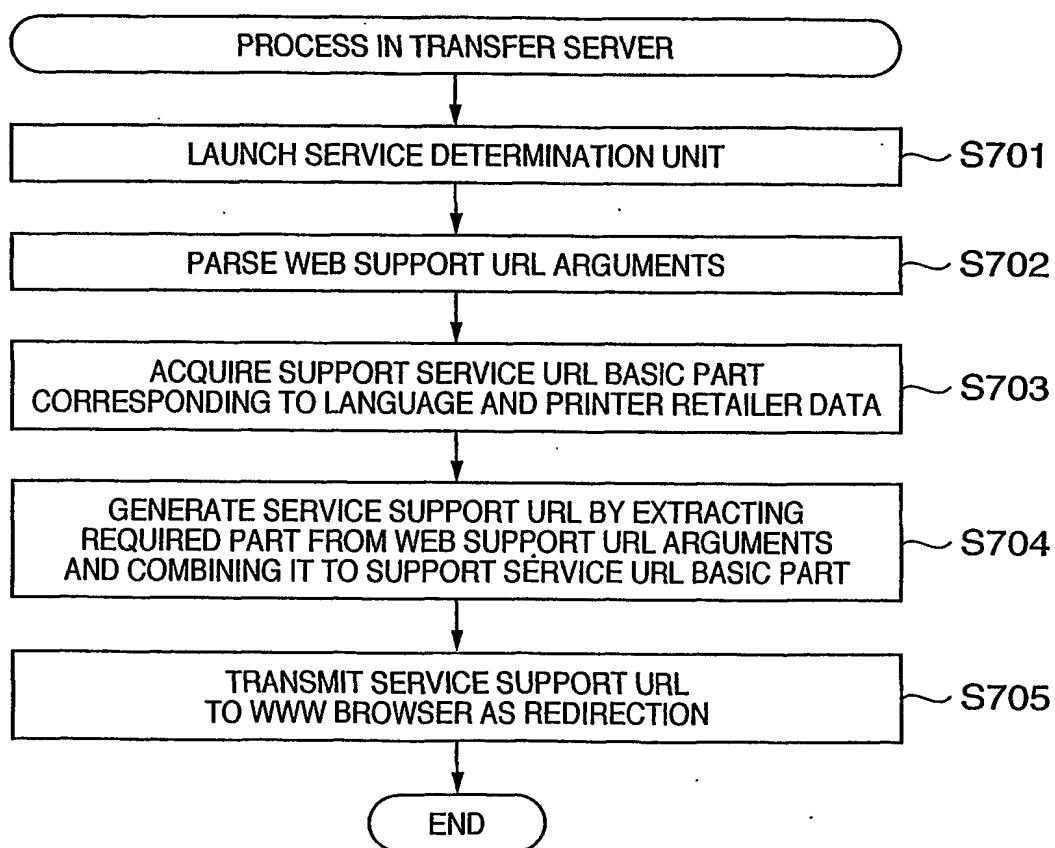 PROCESS IN TRANSFER SERVER
LAUNCH SERVICE DETERMINATION UNIT
S701
PARSE WEB SUPPORT URL ARGUMENTS
S702
ACQUIRE SUPPORT SERVICE URL BASIC PART
CORRESPONDING TO LANGUAGE AND PRINTER RETAILER DATA
S703
GENERATE SERVICE SUPPORT URL BY EXTRACTING
REQUIRED PART FROM WEB SUPPORT URL ARGUMENTS
AND COMBINING IT TO SUPPORT SERVICE URL BASIC PART
S704
TRANSMIT SERVICE SUPPORT URL
TO WWW BROWSER AS REDIRECTION
S705
END